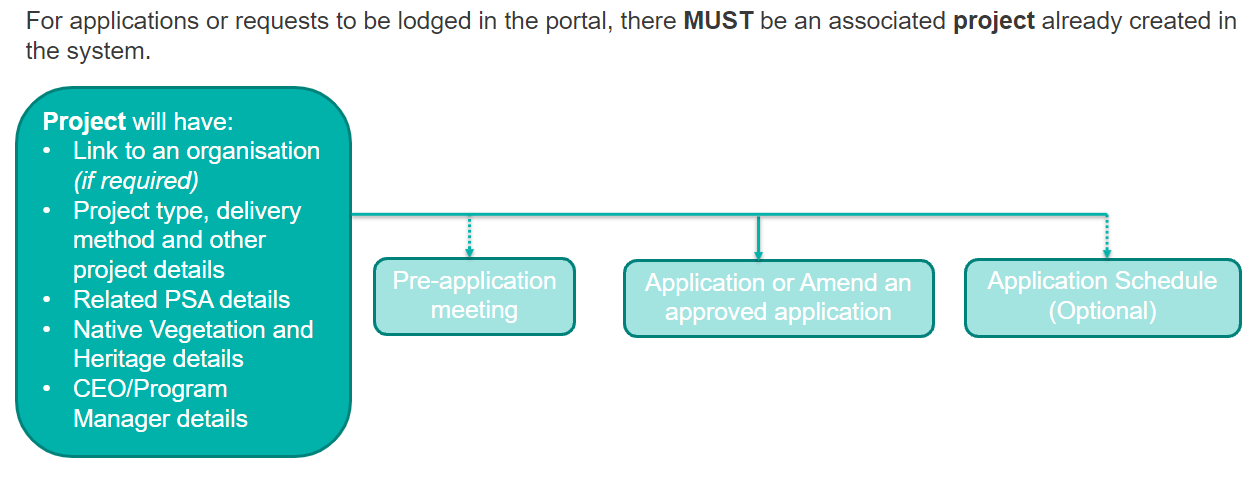 For applications or requests to be lodged in the portal, there MUST be an associated project already created in
the system.
Project will have:
• Link to an organisation
(if required)
• Project type, delivery
method and other
project details
• Related PSA details
• Native Vegetation and
Heritage details
• CEO/Program
Manager details
Pre-application
meeting
Application or Amend an
approved application
Application Schedule
(Optional)